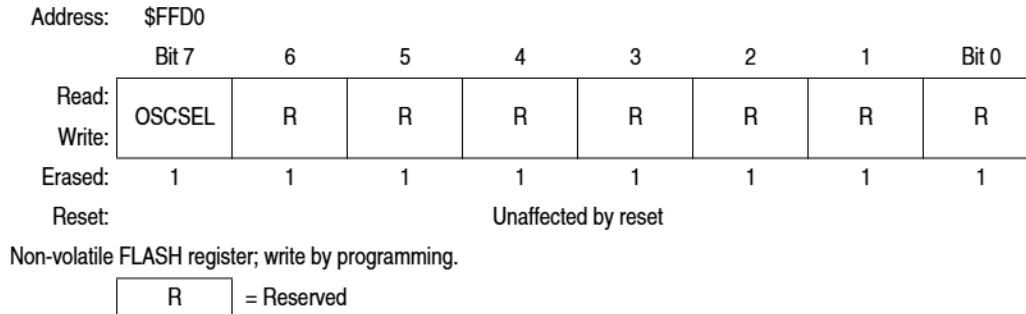 Address: $FFD0
Bit 7 6 5 4 3 2 1 Bit 0
Read:
OSCSEL R R R R R R R
Write:
Erased: 1 1 1 1 1 1 1 1
Reset: Unaffected by reset
Non-volatile FLASH register; write by programming.
R = Reserved